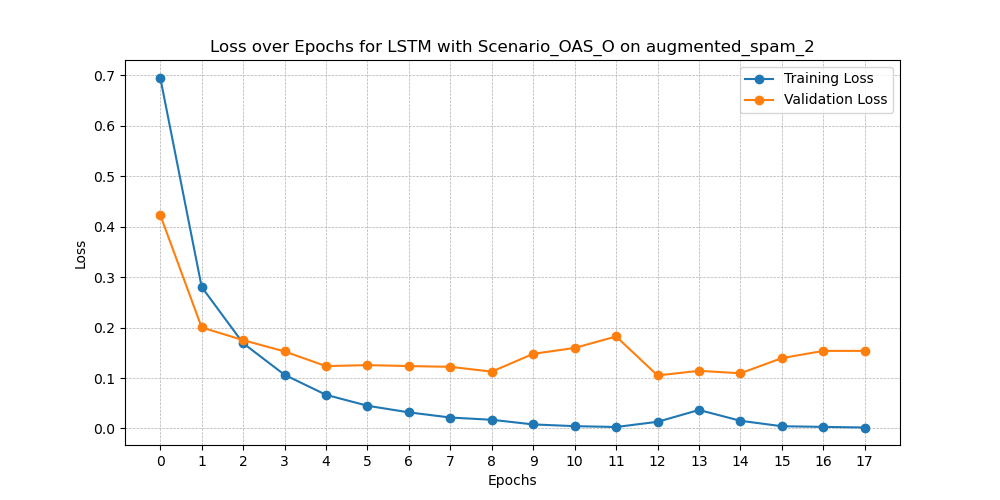 Loss over Epochs for LSTM with Scenario_OAS_O on augmented_spam_2
Training Loss
Validation Loss
0.7
0.6
0.5
0.4
0.3
0.2
0.1
0.0
Loss
0 1 2 3 4 5 6 7 8 9 10 11 12 13 14 15 16 17
Epochs